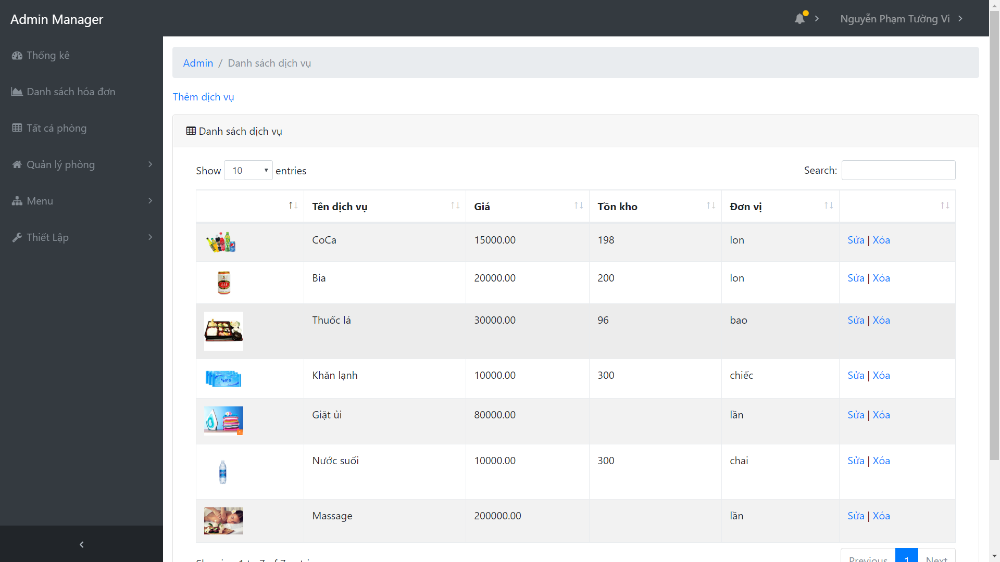 Admin Manager
Nguyễn Phạm Tường Vi
Thống kê
Danh sách hóa đơn
Tất cả phòng
Quản lý phòng
Menu
Thiết Lập
Admin / Danh sách dịch vụ
Thêm dịch vụ
Danh sách dịch vụ
Show 10 entries
Search:
Tên dịch vụ Giá Tồn kho Đơn vị
CoCa 15000.00 198 lon Sửa | Xóa
333
Bia 20000.00 200 lon Sửa | Xóa
Thuốc lá 30000.00 96 bao Sửa | Xóa
Khăn lạnh 10000.00 300 chiếc Sửa | Xóa
Giặt ủi 80000.00 lần Sửa | Xóa
Nước suối 10000.00 300 chai Sửa | Xóa
Massage 200000.00 lần Sửa | Xóa
Previous 1 Next